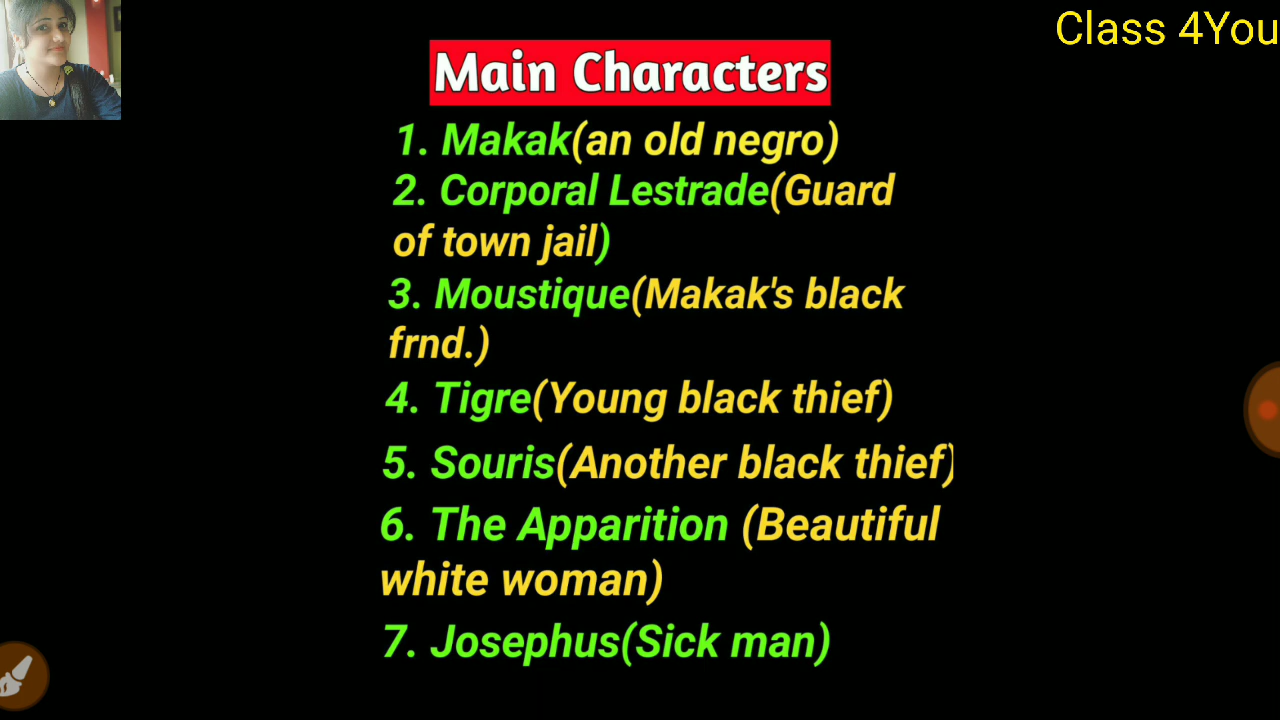 Class 4You
Main Characters
1. Makak(an old negro)
2. Corporal Lestrade(Guard
of town jail)
3. Moustique(Makak's black
frnd.)
4. Tigre(Young black thief)
5. Souris(Another black thief)
6. The Apparition (Beautiful
white woman)
7. Josephus(Sick man)